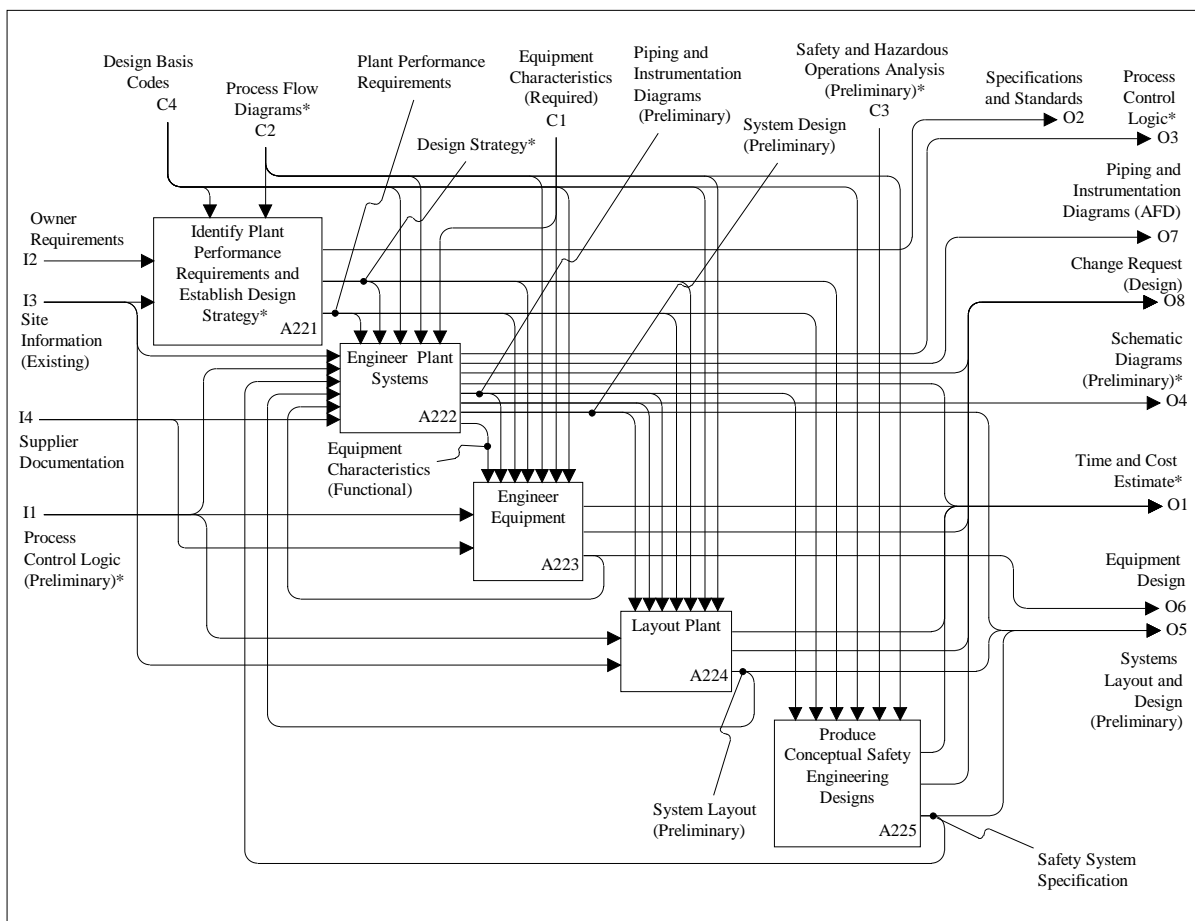 Design Basis
Codes
C4
Process Flow
Diagrams*
C2
Plant Performance
Requirements
Design Strategy*
Equipment
Characteristics
(Required)
C1
Piping and
Instrumentation
Diagrams
(Preliminary)
System Design
(Preliminary)
Safety and Hazardous
Operations Analysis
(Preliminary)*
C3
Specifications
and Standards
O2
Process
Control
Logic*
O3
Piping and
Instrumentation
Diagrams (AFD)
O7
Change Request
(Design)
O8
Schematic
Diagrams
(Preliminary)*
O4
Time and Cost
Estimate*
O1
Equipment
Design
O6
O5
Systems
Layout and
Design
(Preliminary)
Owner
Requirements
I2
I3
Site
Information
(Existing)
I4
Supplier
Documentation
I1
Process
Control Logic
(Preliminary)*
Identify Plant
Performance
Requirements and
Establish Design
Strategy*
A221
Engineer Plant
Systems
A222
Equipment
Characteristics
(Functional)
Engineer
Equipment
A223
Layout Plant
A224
System Layout
(Preliminary)
Produce
Conceptual Safety
Engineering
Designs
A225
Safety System
Specification